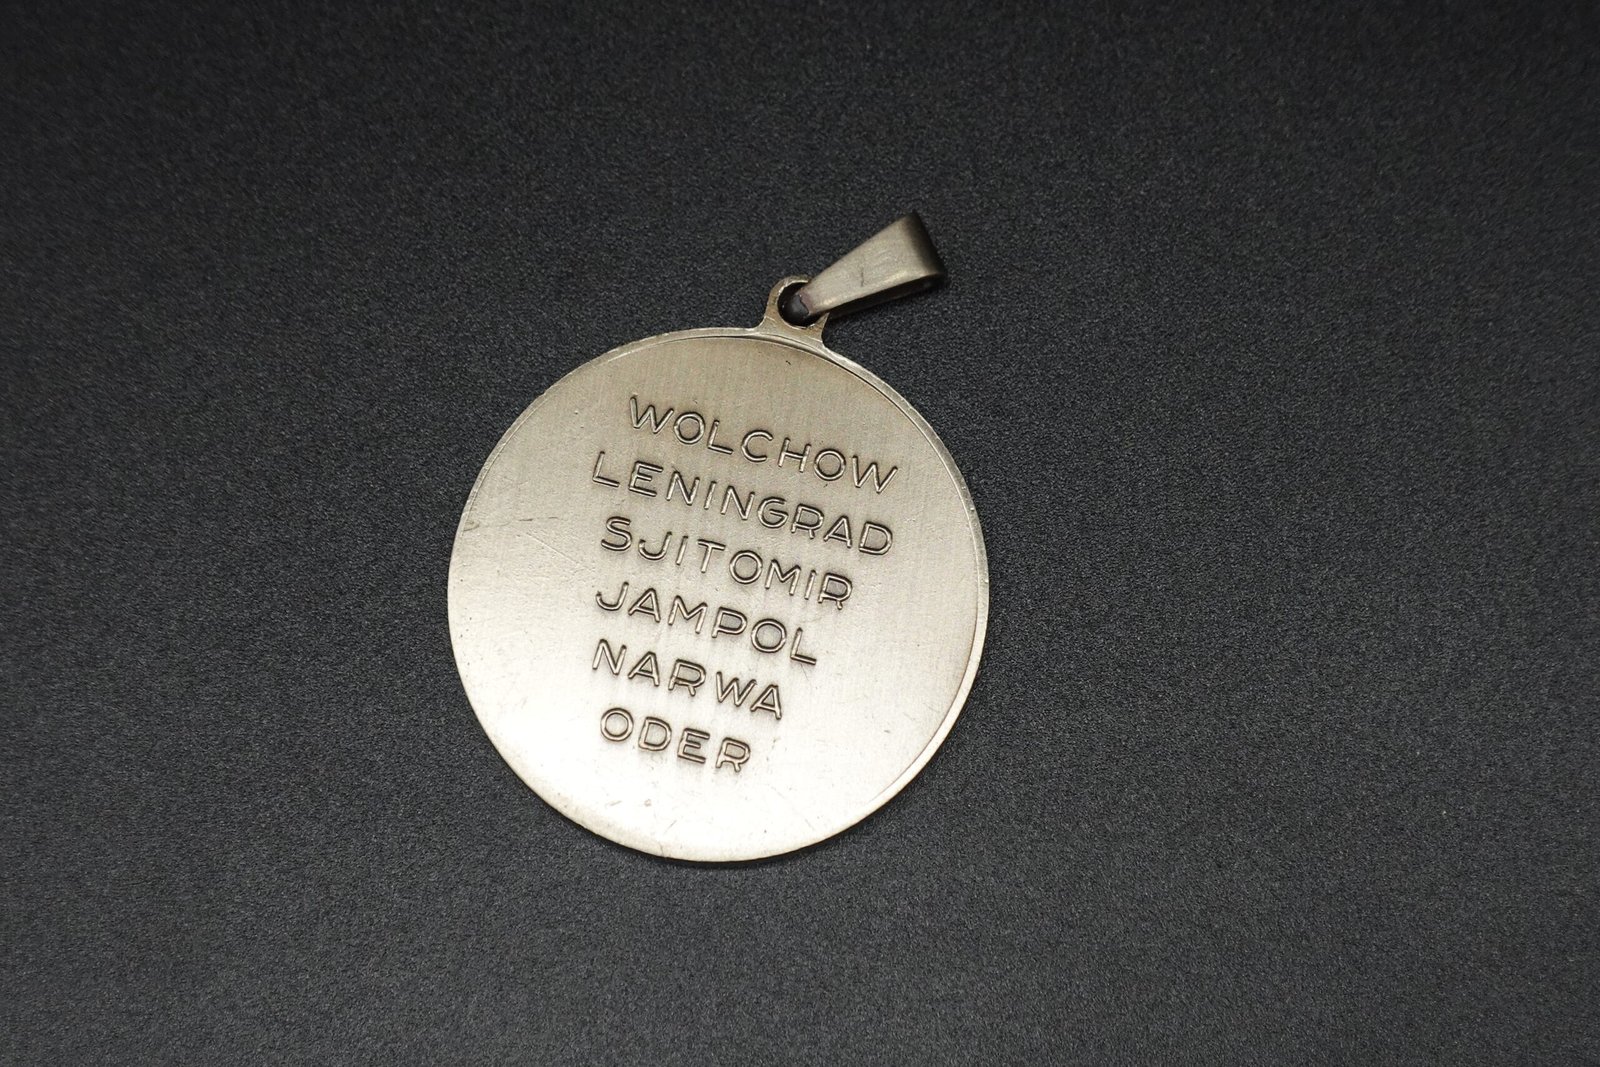 WOLCHOW
LENINGRAD
SJITOMIR
JAMPOL
NARWA
ODER